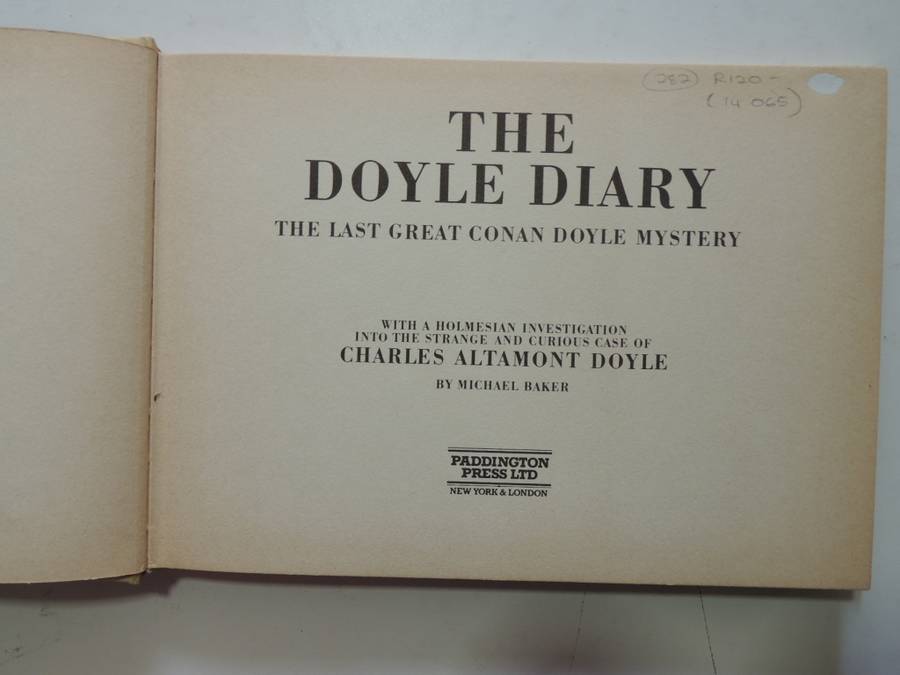 (282) R120-
(14 065)
THE
DOYLE DIARY
THE LAST GREAT CONAN DOYLE MYSTERY
WITH A HOLMESIAN INVESTIGATION
INTO THE STRANGE AND CURIOUS CASE OF
CHARLES ALTAMONT DOYLE
BY MICHAEL BAKER
PADDINGTON
PRESS LTD
NEW YORK & LONDON